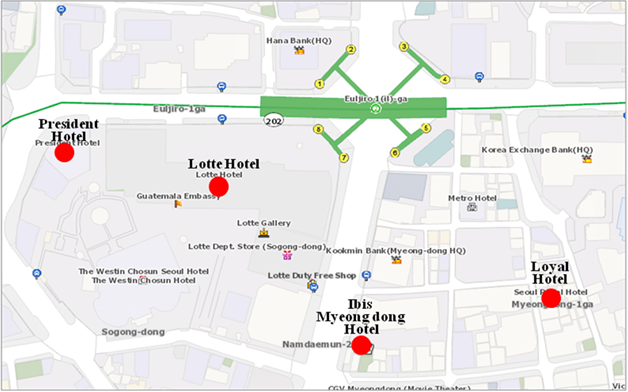 Hana Bank(HQ)
2
3
1
4
Euljiro 1(il)-ga
2
Euljiro-1ga
202
President
Hotel
President Hotel
8
5
7
6
Korea Exchange Bank(HQ)
Lotte Hotel
Lotte Hotel
Guatemala Embassy
Metro Hotel
Lotte Gallery
Lotte Dept. Store (Sogong-dong)
Kookmin Bank(Myeong-dong HQ)
The Westin Chosun Seoul Hotel
The Westin Chosun Hotel
Lotte Duty Free Shop
Loyal
Hotel
Seoul Hotel
Myeong-dong-1ga
Ibis
Myeong dong
Hotel
Sogong-dong
Namdaemun-2
CGV Myeongdong (Movie Theater)